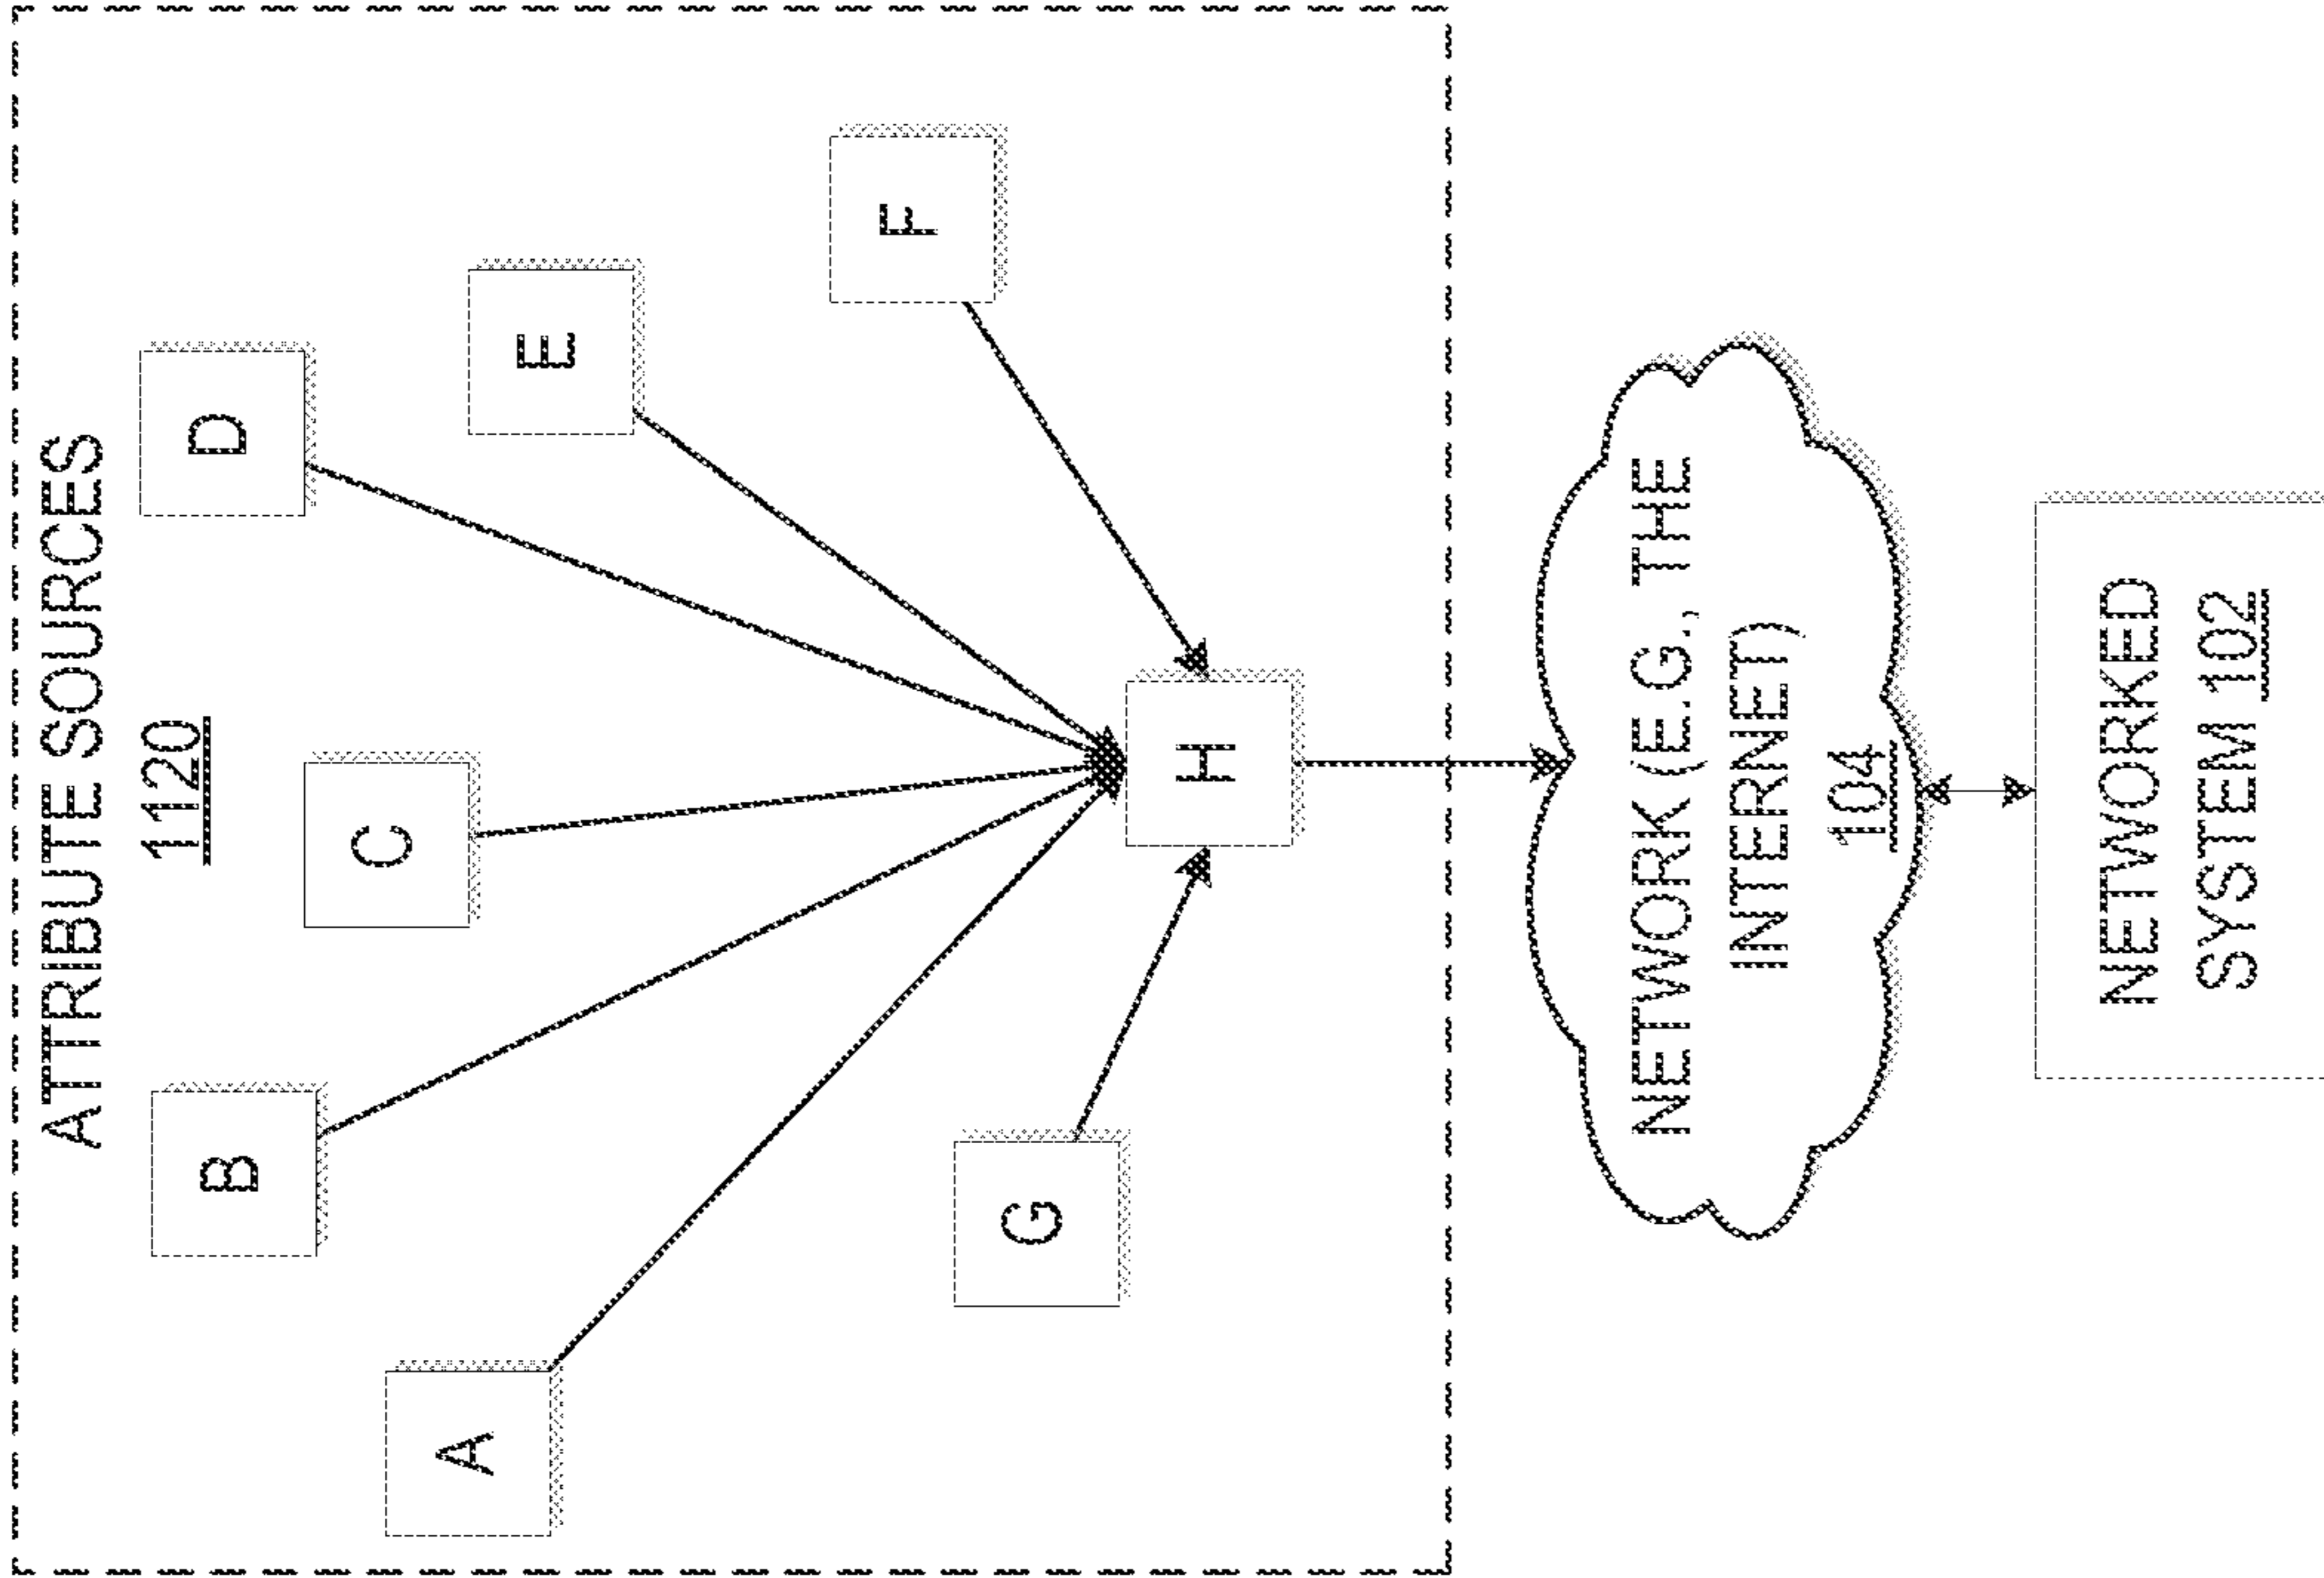 ATTRIBUTE SOURCES
1120
A
B
C
D
E
F
G
H
NETWORK (E.G., THE
INTERNET)
104
NETWORKED
SYSTEM 102